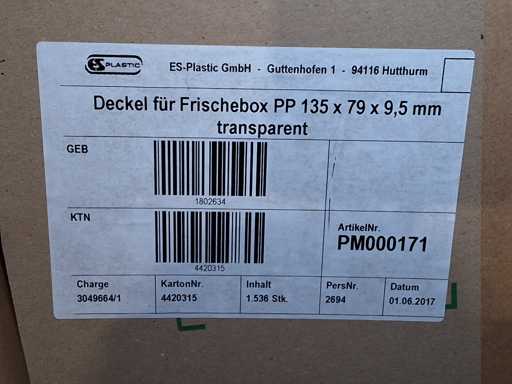 ES PLASTIC
ES-Plastic GmbH - Guttenhofen 1 - 94116 Hutthurm
Deckel für Frischebox PP 135 x 79 x 9,5 mm
transparent
GEB
1802634
KTN
4420315
ArtikelNr.
PM000171
Charge KartonNr. Inhalt PersNr. Datum
3049664/1 4420315 1.536 Stk. 2694 01.06.2017